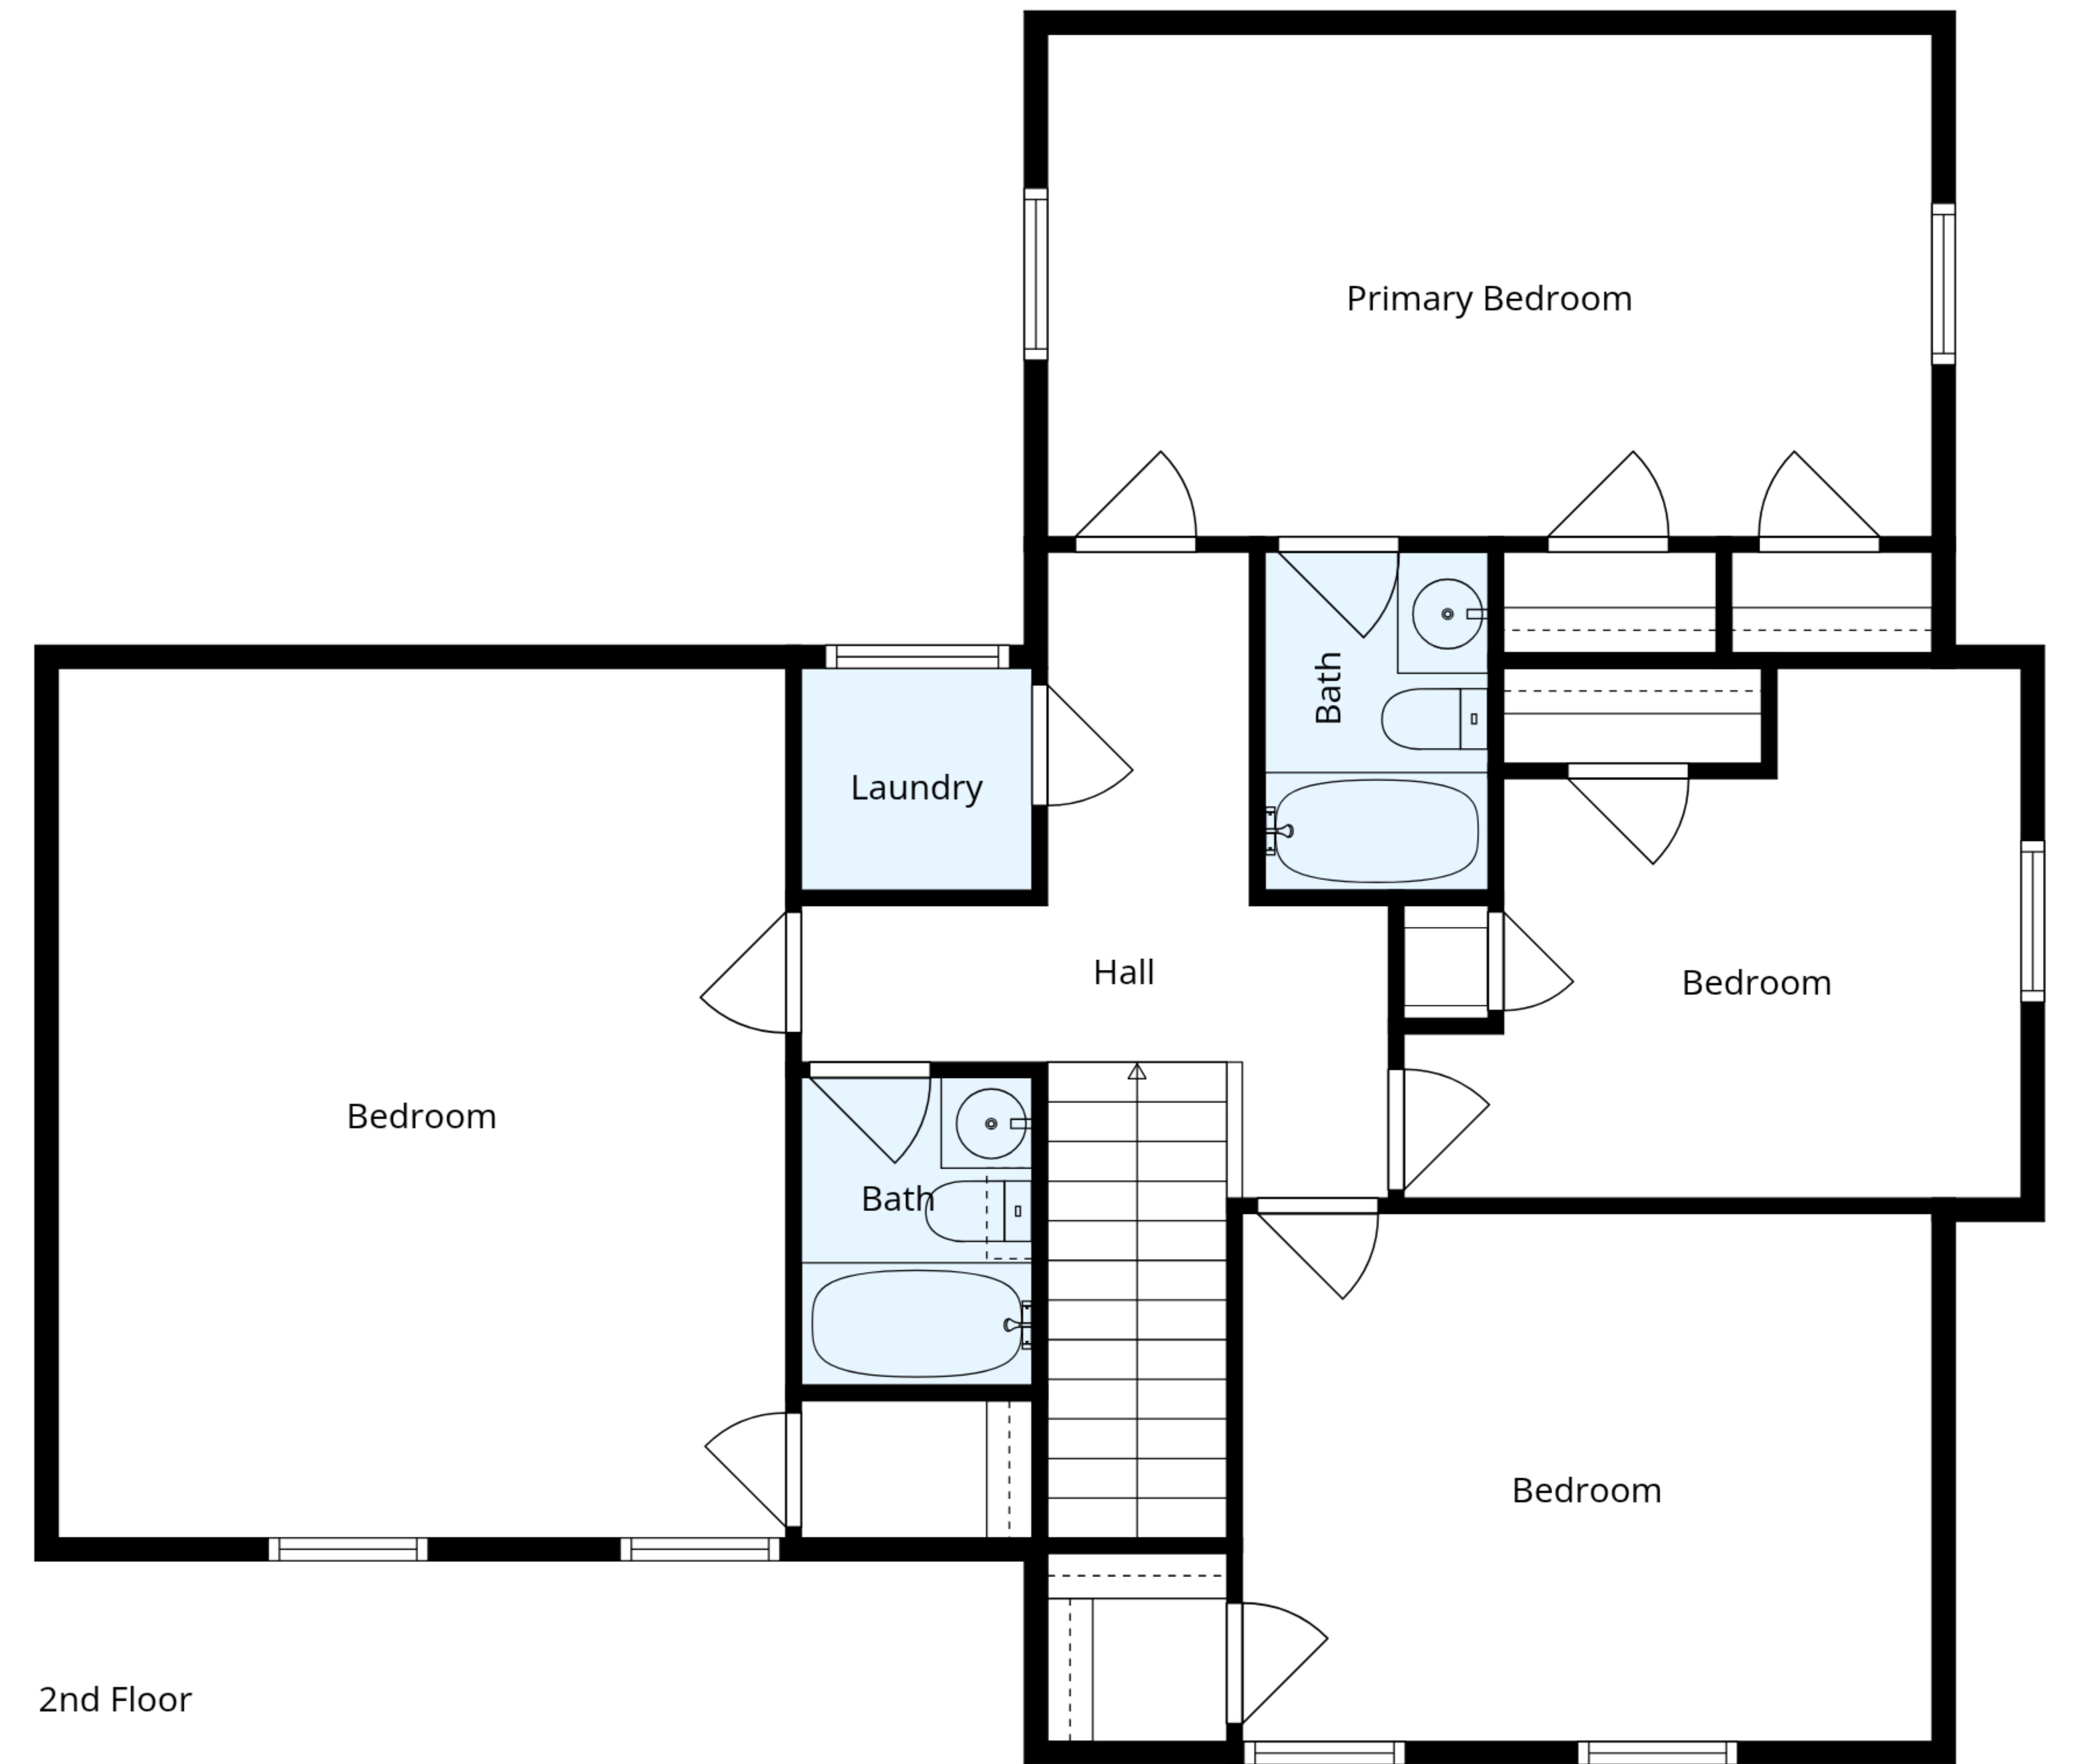 Primary Bedroom
Bath
Laundry
Hall
Bedroom
Bedroom
Bath
Bedroom
2nd Floor